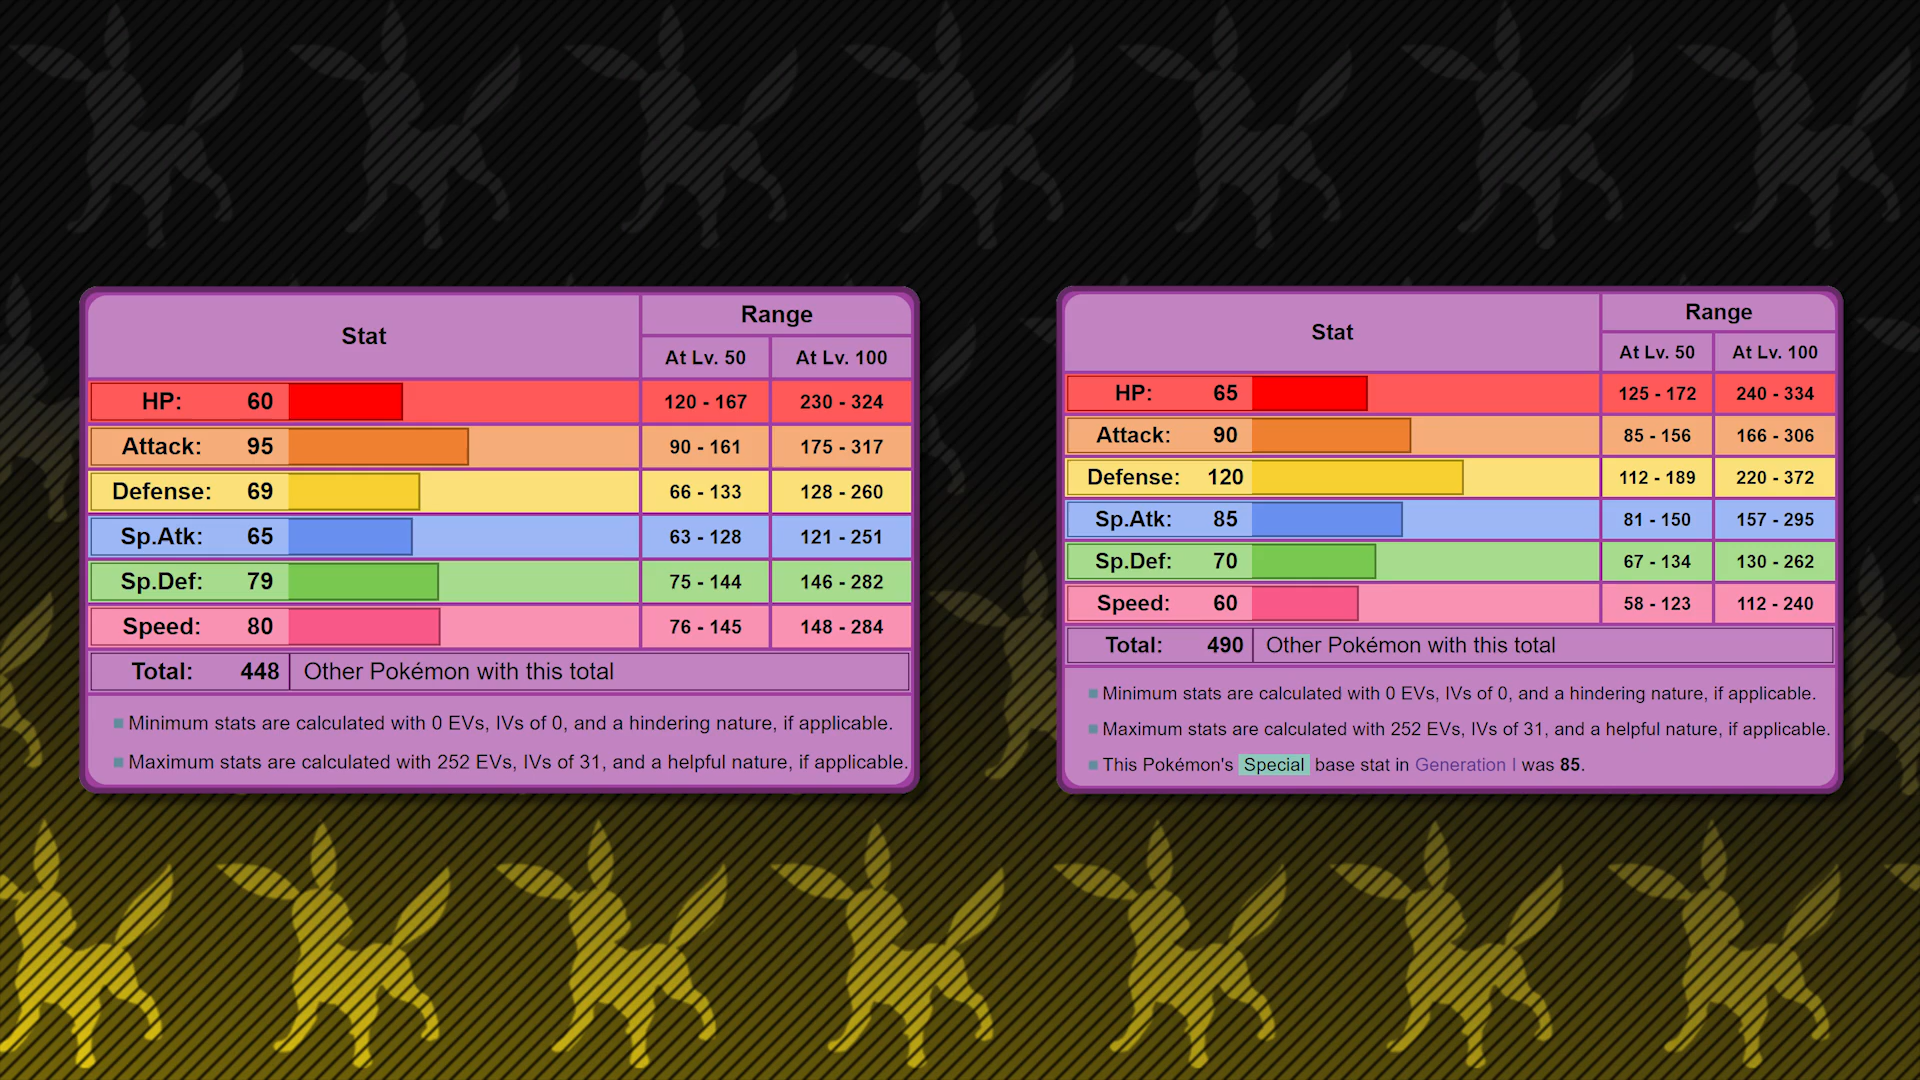 Stat
Range
At Lv. 50 At Lv. 100
HP: 60 120 - 167 230 - 324
Attack: 95 90 - 161 175 - 317
Defense: 69 66 - 133 128 - 260
Sp.Atk: 65 63 - 128 121 - 251
Sp.Def: 79 75 - 144 146 - 282
Speed: 80 76 - 145 148 - 284
Total: 448 Other Pokémon with this total
Minimum stats are calculated with 0 EVs, IVs of 0, and a hindering nature, if applicable.
Maximum stats are calculated with 252 EVs, IVs of 31, and a helpful nature, if applicable.
Stat
Range
At Lv. 50 At Lv. 100
HP: 65 125 - 172 240 - 334
Attack: 90 85 - 156 166 - 306
Defense: 120 112 - 189 220 - 372
Sp.Atk: 85 81 - 150 157 - 295
Sp.Def: 70 67 - 134 130 - 262
Speed: 60 58 - 123 112 - 240
Total: 490 Other Pokémon with this total
Minimum stats are calculated with 0 EVs, IVs of 0, and a hindering nature, if applicable.
Maximum stats are calculated with 252 EVs, IVs of 31, and a helpful nature, if applicable.
This Pokémon's Special base stat in Generation I was 85.